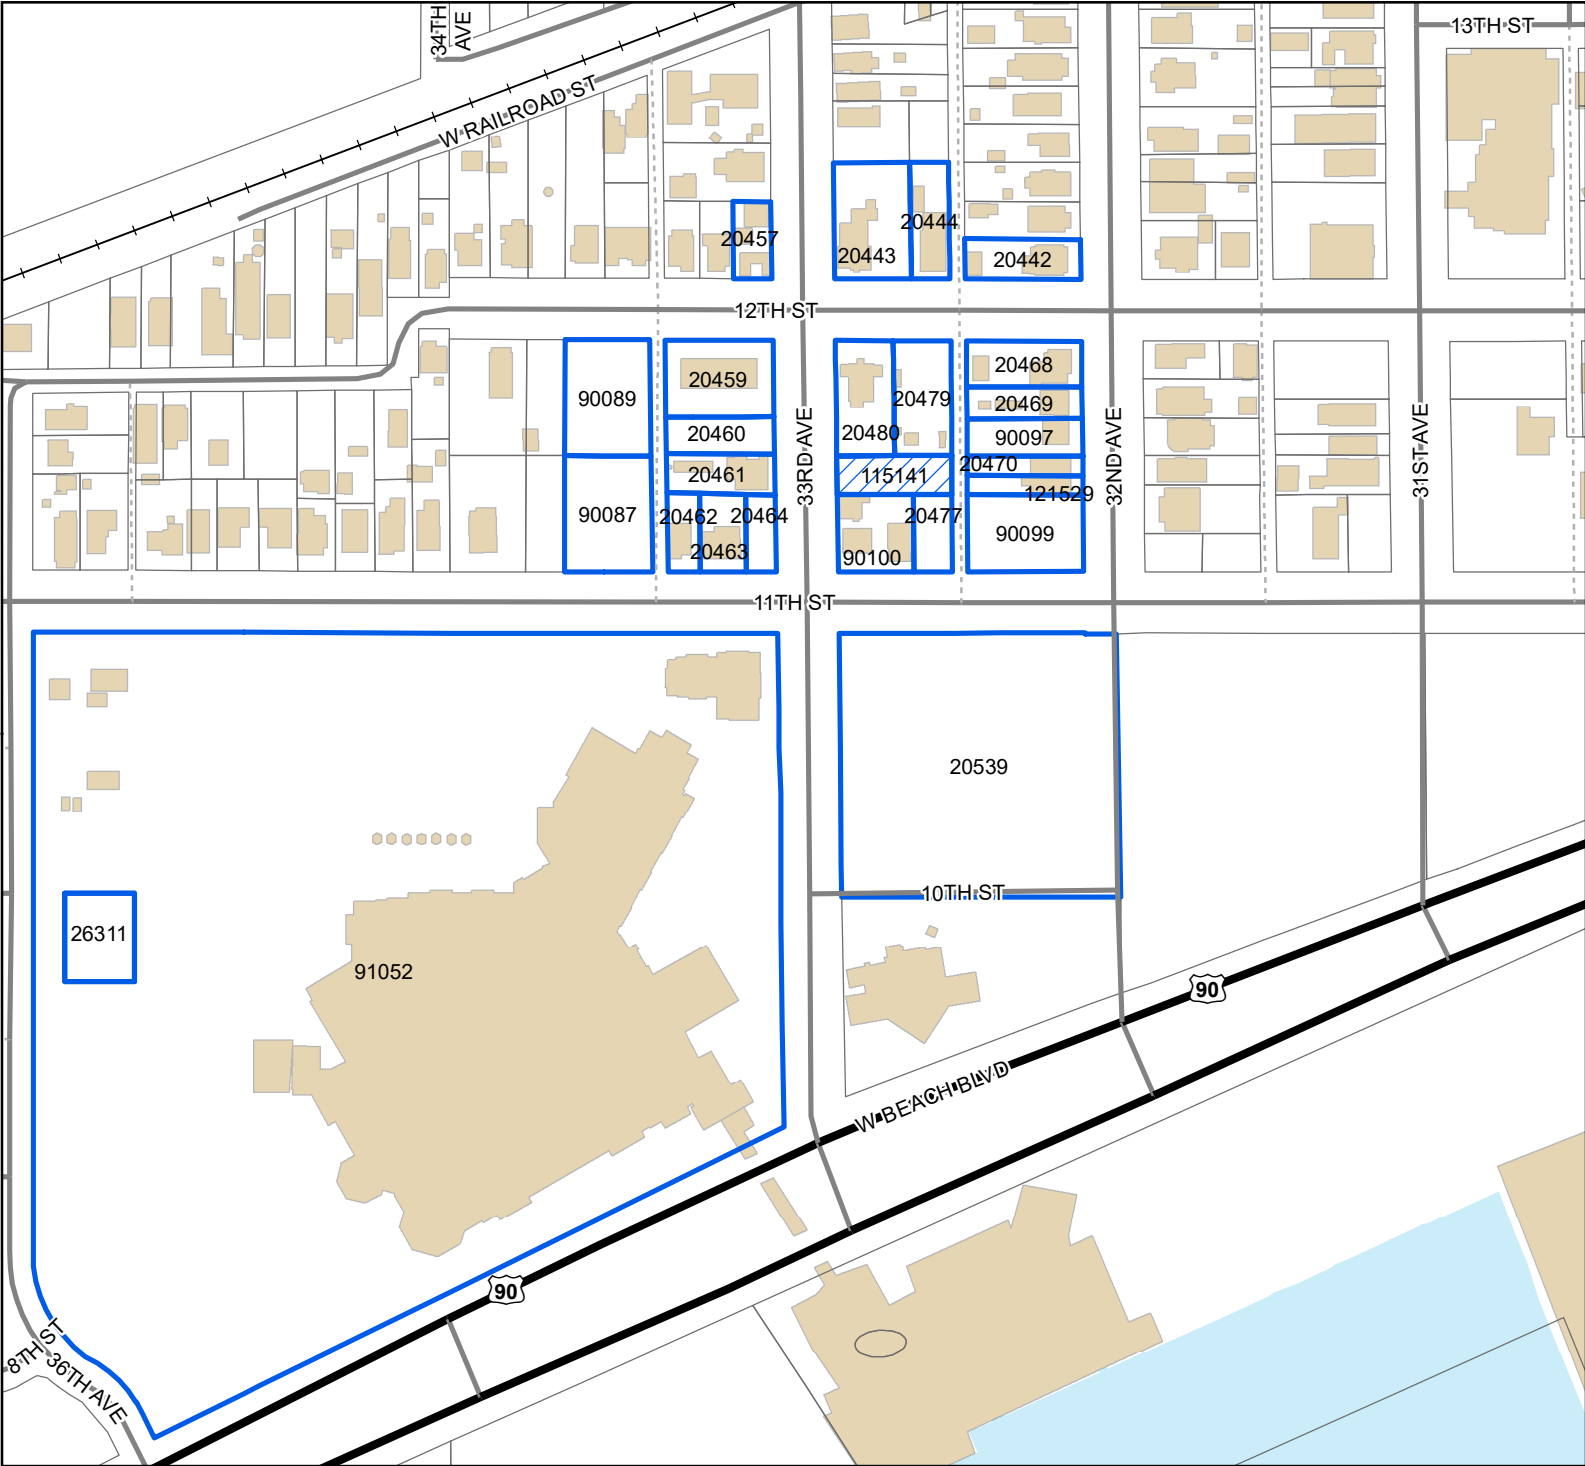 34TH
AVE
13TH ST
W RAILROAD ST
20457
20444
20443
20442
12TH ST
90089
20459
20468
20479
20469
20460
20480
90097
33RD AVE
32ND AVE
31ST AVE
20461
115141
20470
121529
90087
20462
20464
20477
90099
20463
90100
11TH ST
20539
10TH ST
26311
91052
90
W BEACH BLVD
90
8TH ST
36TH AVE